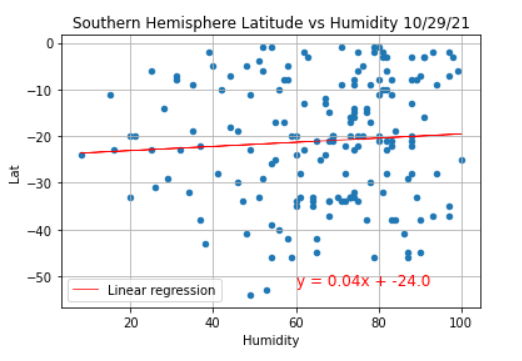 Southern Hemisphere Latitude vs Humidity 10/29/21
0
−10
−20
−30
−40
−50
Lat
y = 0.04x + -24.0
Linear regression
20
40
60
80
100
Humidity